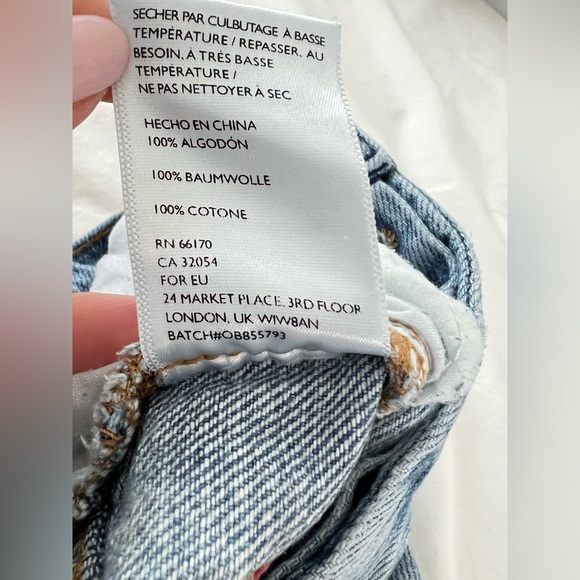 SECHER PAR CULBUTAGE À BASSE
TEMPÉRATURE / REPASSER, AU
BESOIN, À TRÈS BASSE
TEMPÉRATURE /
NE PAS NETTOYER À SEC
HECHO EN CHINA
100% ALGODÓN
100% BAUMWOLLE
100% COTONE
RN 66170
CA 32054
FOR EU
24 MARKET PLACE, 3RD FLOOR
LONDON, UK W1W8AN
BATCH#OB855793